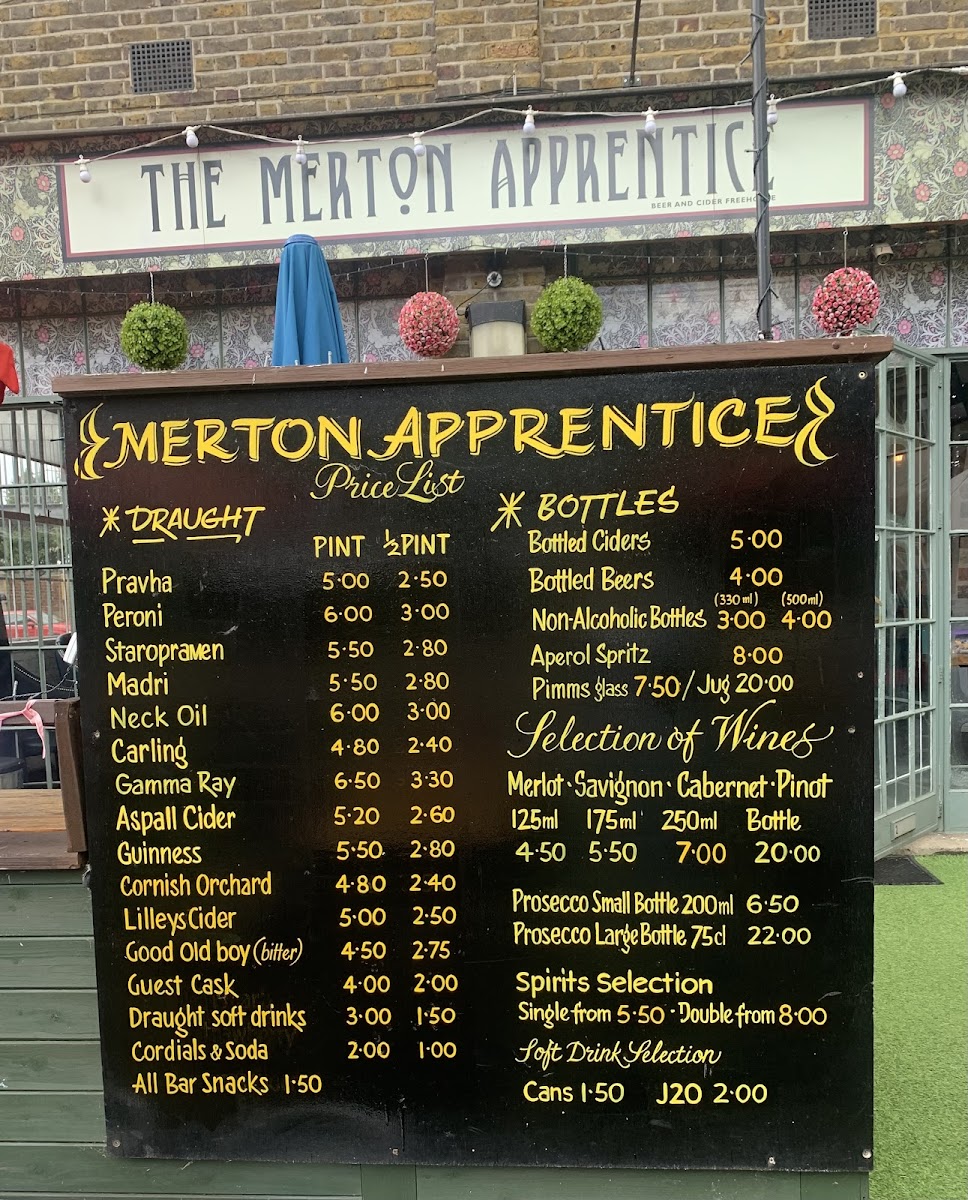 THE MERTON APPRENTICE
BEER AND CIDER FREEHOUSE
MERTON APPRENTICE
Price List
* DRAUGHT
PINT ½PINT
Pravha 5·00 2·50
Peroni 6·00 3·00
Staropramen 5·50 2·80
Madri 5·50 2·80
Neck Oil 6·00 3·00
Carling 4·80 2·40
Gamma Ray 6·50 3·30
Aspall Cider 5·20 2·60
Guinness 5·50 2·80
Cornish Orchard 4·80 2·40
Lilleys Cider 5·00 2·50
Good Old boy (bitter) 4·50 2·75
Guest Cask 4·00 2·00
Draught soft drinks 3·00 1·50
Cordials & Soda 2·00 1·00
All Bar Snacks 1·50
* BOTTLES
Bottled Ciders 5·00
Bottled Beers 4·00
(330ml) (500ml)
Non-Alcoholic Bottles 3·00 4·00
Aperol Spritz 8·00
Pimms glass 7·50 / Jug 20·00
Selection of Wines
Merlot · Savignon · Cabernet · Pinot
125ml 175ml 250ml Bottle
4·50 5·50 7·00 20·00
Prosecco Small Bottle 200ml 6·50
Prosecco Large Bottle 75cl 22·00
Spirits Selection
Single from 5·50 · Double from 8·00
Soft Drink Selection
Cans 1·50 J20 2·00